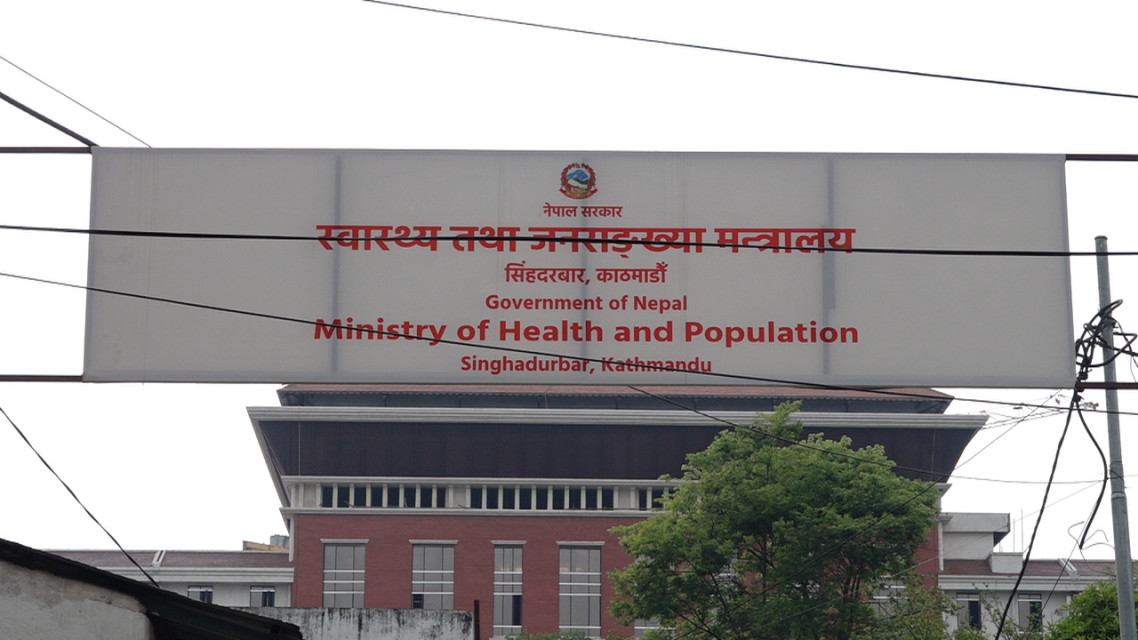 नेपाल सरकार
स्वास्थ्य तथा जनसङ्ख्या मन्त्रालय
सिंहदरबार, काठमाडौँ
Government of Nepal
Ministry of Health and Population
Singhadurbar, Kathmandu